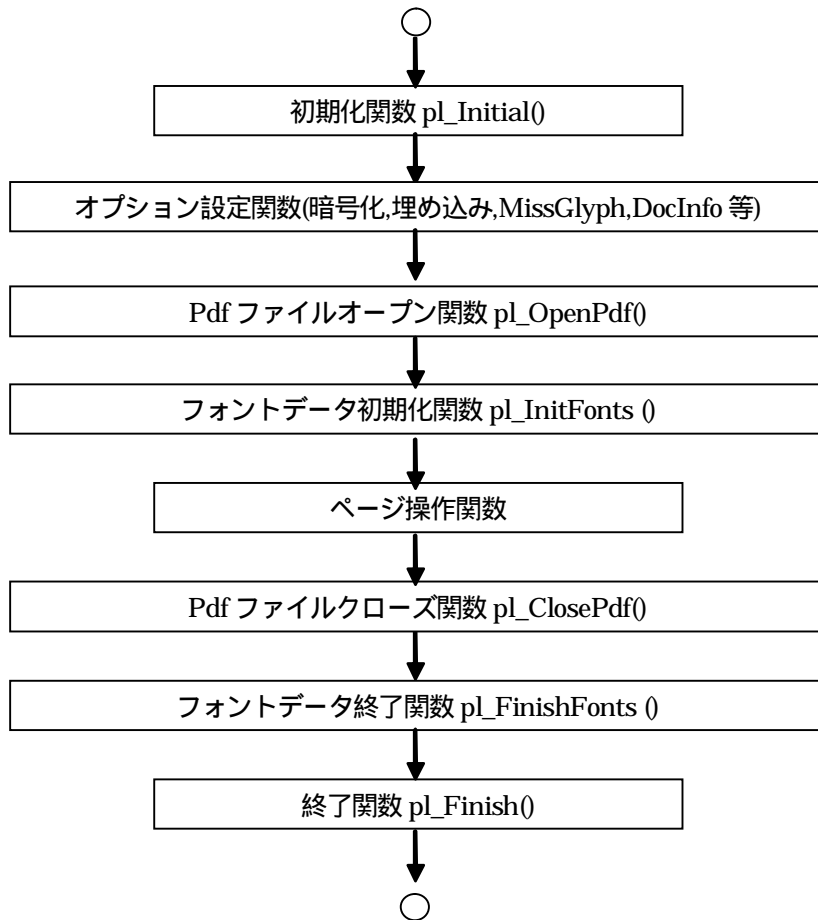 初期化関数 pl_Initial()
オプション設定関数(暗号化,埋め込み,MissGlyph,DocInfo 等)
Pdf ファイルオープン関数 pl_OpenPdf()
フォントデータ初期化関数 pl_InitFonts ()
ページ操作関数
Pdf ファイルクローズ関数 pl_ClosePdf()
フォントデータ終了関数 pl_FinishFonts ()
終了関数 pl_Finish()